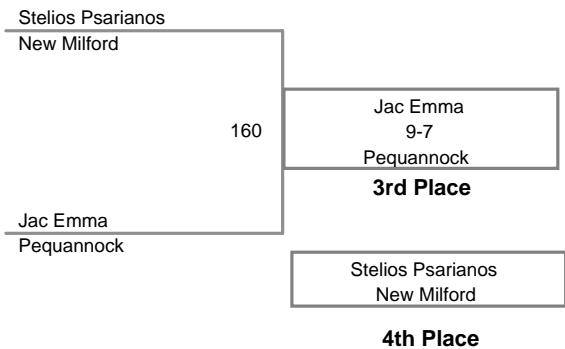 Stelios Psarianos
New Milford
160
Jac Emma
9-7
Pequannock
3rd Place
Jac Emma
Pequannock
Stelios Psarianos
New Milford
4th Place